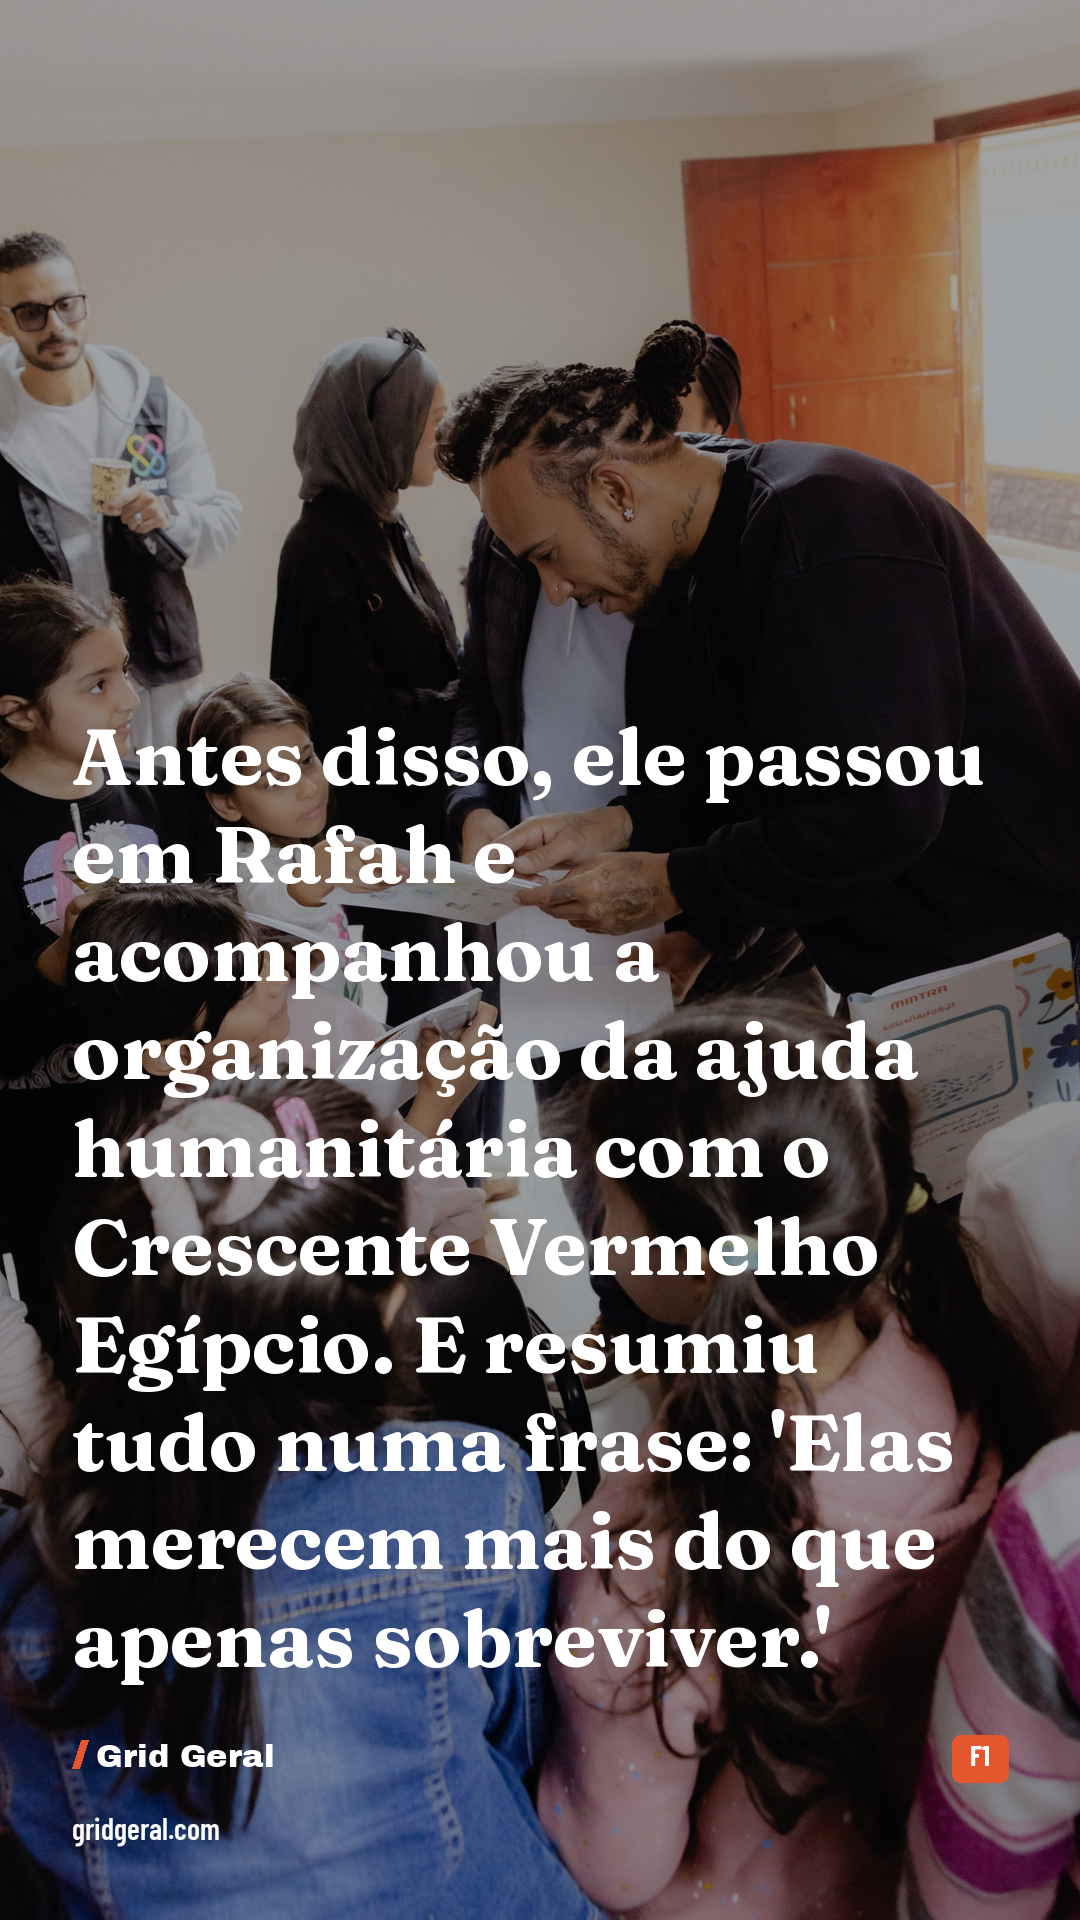 MINTRA
Antes disso, ele passou
em Rafah e
acompanhou a
organização da ajuda
humanitária com o
Crescente Vermelho
Egípcio. E resumiu
tudo numa frase: 'Elas
merecem mais do que
apenas sobreviver.'
Grid Geral
F1
gridgeral.com